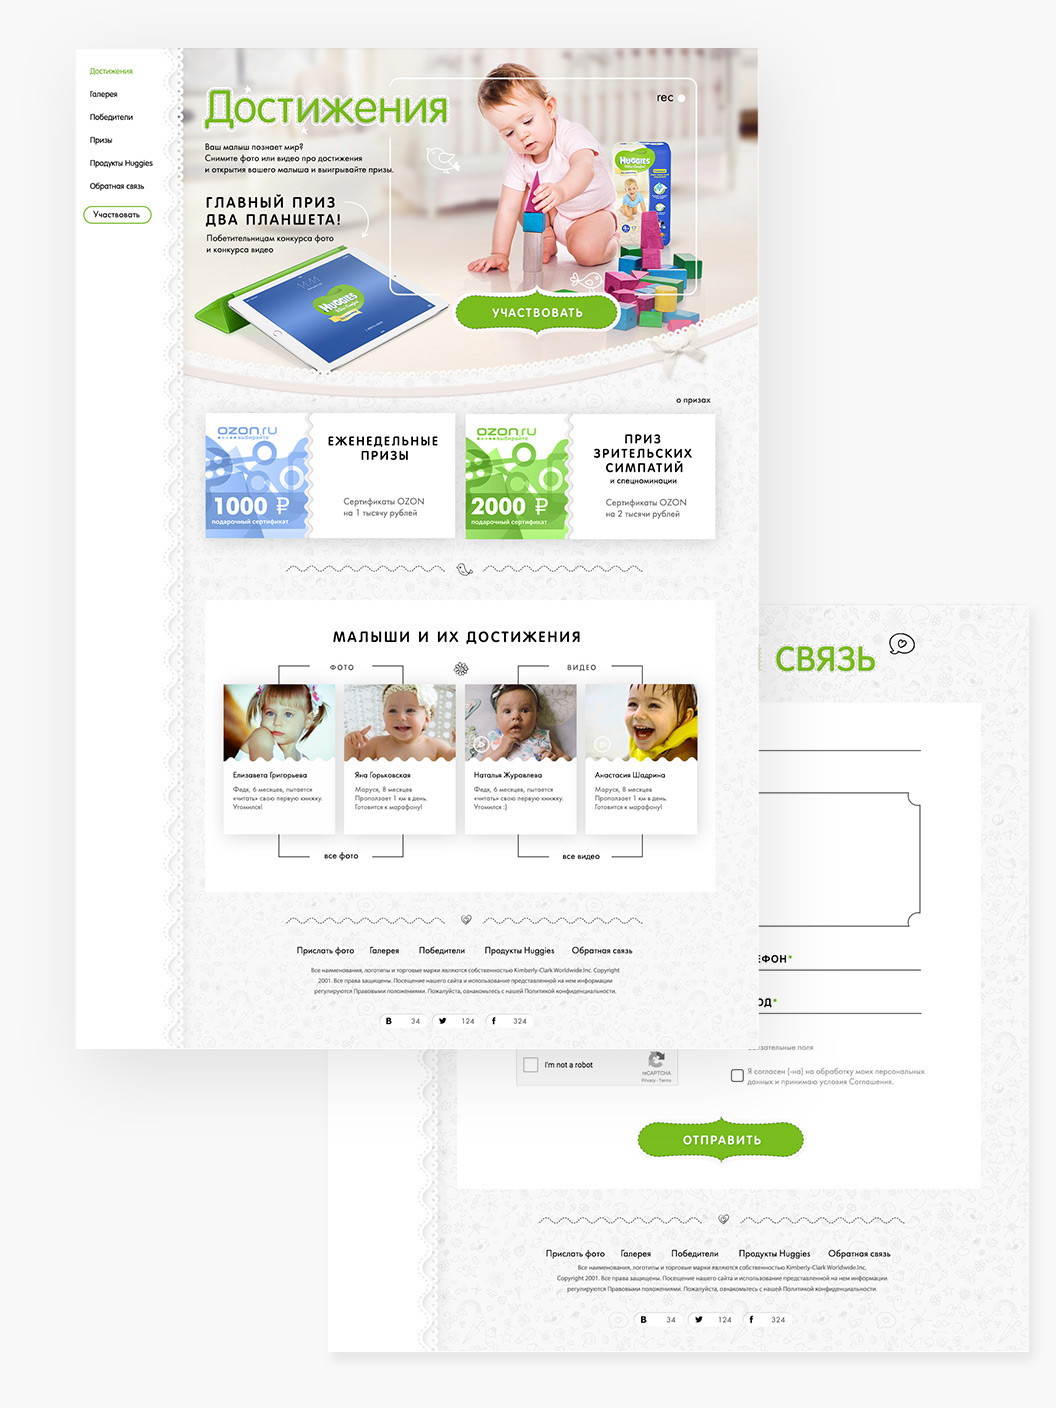 Достижения
Галерея
Победители
Призы
Продукты Huggies
Обратная связь
Участвовать
Достижения
rec
Ваш малыш познает мир?
Снимите фото или видео про достижения
и открытия вашего малыша и выигрывайте призы.
ГЛАВНЫЙ ПРИЗ
ДВА ПЛАНШЕТА!
Победительницам конкурса фото
и конкурса видео
HUGGIES
HUGGIES
УЧАСТВОВАТЬ
о призах
OZON.RU
выбирайте
1000 ₽
подарочный сертификат
ЕЖЕНЕДЕЛЬНЫЕ
ПРИЗЫ
Сертификаты OZON
на 1 тысячу рублей
OZON.RU
выбирайте
2000 ₽
подарочный сертификат
ПРИЗ
ЗРИТЕЛЬСКИХ
СИМПАТИЙ
и спецноминации
Сертификаты OZON
на 2 тысячи рублей
МАЛЫШИ И ИХ ДОСТИЖЕНИЯ
ФОТО
ВИДЕО
Елизавета Григорьева
Федя, 6 месяцев, пытается
«читать» свою первую книжку.
Утомился!
Яна Горьковская
Маруся, 8 месяцев
Проползает 1 км в день.
Готовится к марафону!
Наталья Журавлева
Федя, 6 месяцев, пытается
«читать» свою первую книжку.
Утомился :)
Анастасия Шадрина
Маруся, 8 месяцев
Проползает 1 км в день.
Готовится к марафону!
все фото
все видео
Прислать фото Галерея Победители Продукты Huggies Обратная связь
Все наименования, логотипы и торговые марки являются собственностью Kimberly-Clark Worldwide.Inc. Copyright
2001. Все права защищены. Посещение нашего сайта и использование представленной на нем информации
регулируются Правовыми положениями. Пожалуйста, ознакомьтесь с нашей Политикой конфиденциальности.
В 34 124 f 324
СВЯЗЬ
ЕФОН*
ОД*
язательные поля
I'm not a robot
reCAPTCHA
Privacy - Terms
Я согласен (-на) на обработку моих персональных
данных и принимаю условия Соглашения.
ОТПРАВИТЬ
Прислать фото Галерея Победители Продукты Huggies Обратная связь
Все наименования, логотипы и торговые марки являются собственностью Kimberly-Clark Worldwide.Inc.
Copyright 2001. Все права защищены. Посещение нашего сайта и использование представленной на нем информации
регулируются Правовыми положениями. Пожалуйста, ознакомьтесь с нашей Политикой конфиденциальности.
В 34 124 f 324